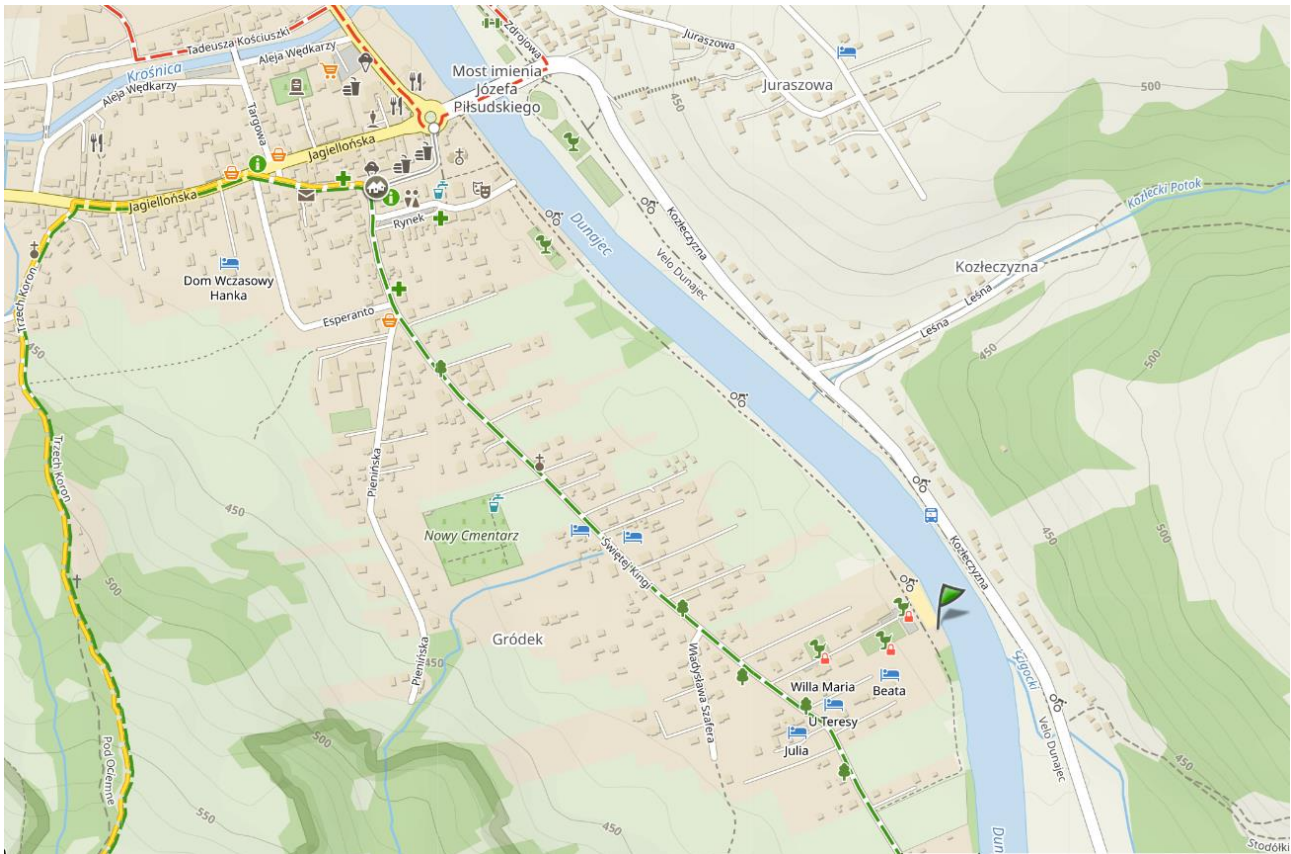 Tadeusza Kościuszki
Zdrojowa
Juraszowa
Aleja Wędkarzy
Krośnica
Aleja Wędkarzy
Most imienia
Józefa
Piłsudskiego
Juraszowa
450
500
Targowa
Jagiellońska
Jagiellońska
Rynek
Dunajec
Kozłeczyzna
Kozłecki Potok
Velo Dunajec
Kozłeczyzna
Dom Wczasowy
Hanka
Trzech Koron
Esperanto
Leśna
Leśna
450
450
500
500
Trzech Koron
Pienińska
450
Nowy Cmentarz
Świętej Kingi
Kozłeczyzna
450
500
500
Gródek
Pienińska
450
Władysława Szafera
Willa Maria
Beata
U Teresy
Julia
Zigocki
Velo Dunajec
450
500
Pod Ociemne
550
450
Dun
Stodółki